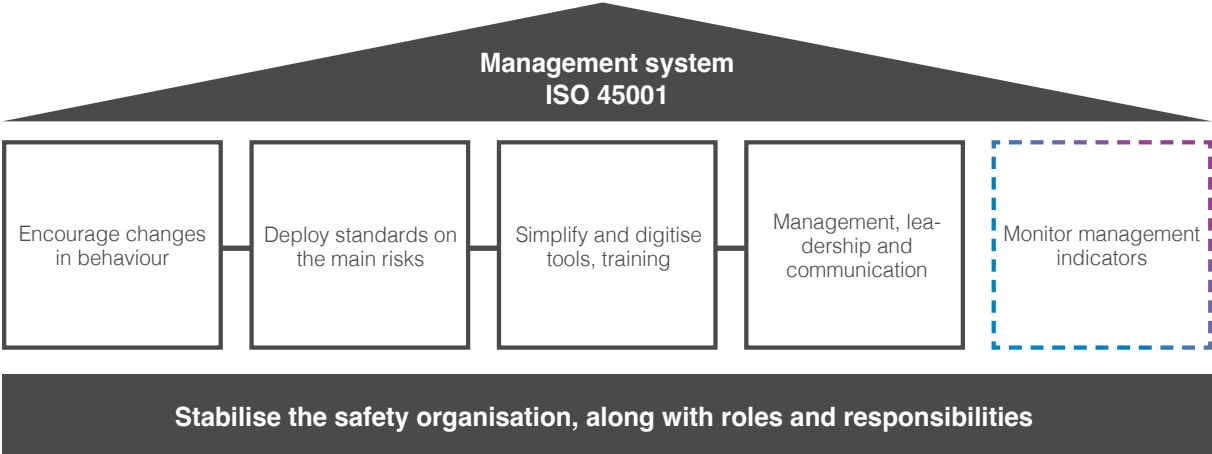 Management system
ISO 45001
Encourage changes
in behaviour
Deploy standards on
the main risks
Simplify and digitise
tools, training
Management, lea-
dership and
communication
Monitor management
indicators
Stabilise the safety organisation, along with roles and responsibilities